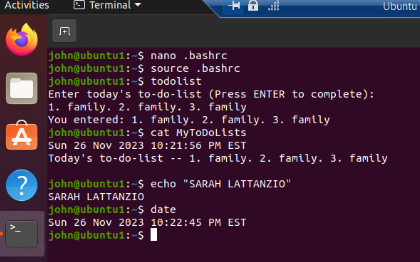 Activities
Terminal
Ubuntu
john@ubuntu1:~$ nano .bashrc
john@ubuntu1:~$ source .bashrc
john@ubuntu1:~$ todolist
Enter today's to-do-list (Press ENTER to complete):
1. family. 2. family. 3. family
You entered: 1. family. 2. family. 3. family
john@ubuntu1:~$ cat MyToDoLists
Sun 26 Nov 2023 10:21:56 PM EST
Today's to-do-list -- 1. family. 2. family. 3. family
john@ubuntu1:~$ echo "SARAH LATTANZIO"
SARAH LATTANZIO
john@ubuntu1:~$ date
Sun 26 Nov 2023 10:22:45 PM EST
john@ubuntu1:~$